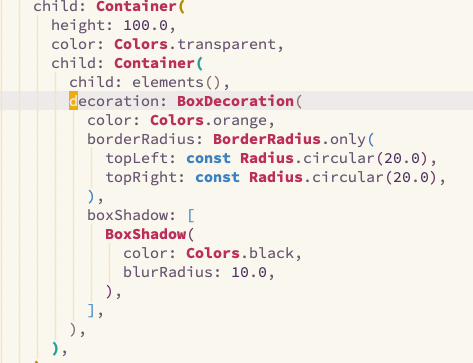 child: Container(
height: 100.0,
color: Colors.transparent,
child: Container(
child: elements(),
decoration: BoxDecoration(
color: Colors.orange,
borderRadius: BorderRadius.only(
topLeft: const Radius.circular(20.0),
topRight: const Radius.circular(20.0),
),
boxShadow: [
BoxShadow(
color: Colors.black,
blurRadius: 10.0,
),
],
),
),